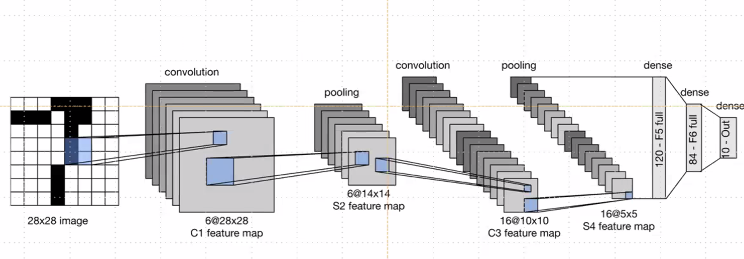 convolution
pooling
convolution
pooling
dense
dense
dense
28x28 image
6@28x28
C1 feature map
6@14x14
S2 feature map
16@10x10
C3 feature map
16@5x5
S4 feature map
120 - F5 full
84 - F6 full
10 - Out